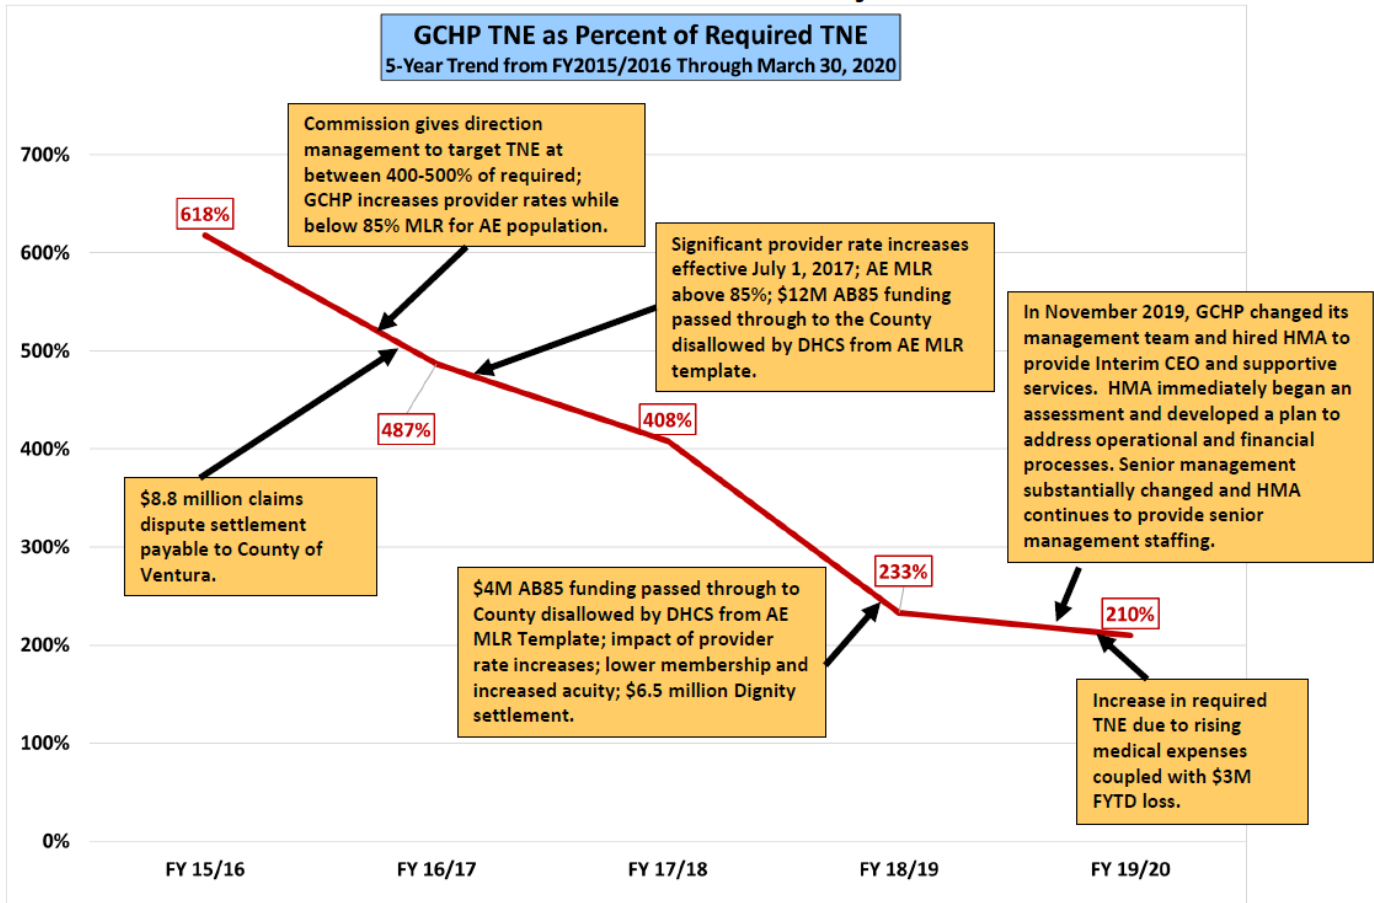 GCHP TNE as Percent of Required TNE
5-Year Trend from FY2015/2016 Through March 30, 2020
Commission gives direction
management to target TNE at
between 400-500% of required;
GCHP increases provider rates while
below 85% MLR for AE population.
Significant provider rate increases
effective July 1, 2017; AE MLR
above 85%; $12M AB85 funding
passed through to the County
disallowed by DHCS from AE MLR
template.
In November 2019, GCHP changed its
management team and hired HMA to
provide Interim CEO and supportive
services.  HMA immediately began an
assessment and developed a plan to
address operational and financial
processes. Senior management
substantially changed and HMA
continues to provide senior
management staffing.
$8.8 million claims
dispute settlement
payable to County of
Ventura.
$4M AB85 funding passed through to
County disallowed by DHCS from AE
MLR Template; impact of provider
rate increases; lower membership and
increased acuity; $6.5 million Dignity
settlement.
Increase in required
TNE due to rising
medical expenses
coupled with $3M
FYTD loss.
618%
487%
408%
233%
210%
700%
600%
500%
400%
300%
200%
100%
0%
FY 15/16
FY 16/17
FY 17/18
FY 18/19
FY 19/20